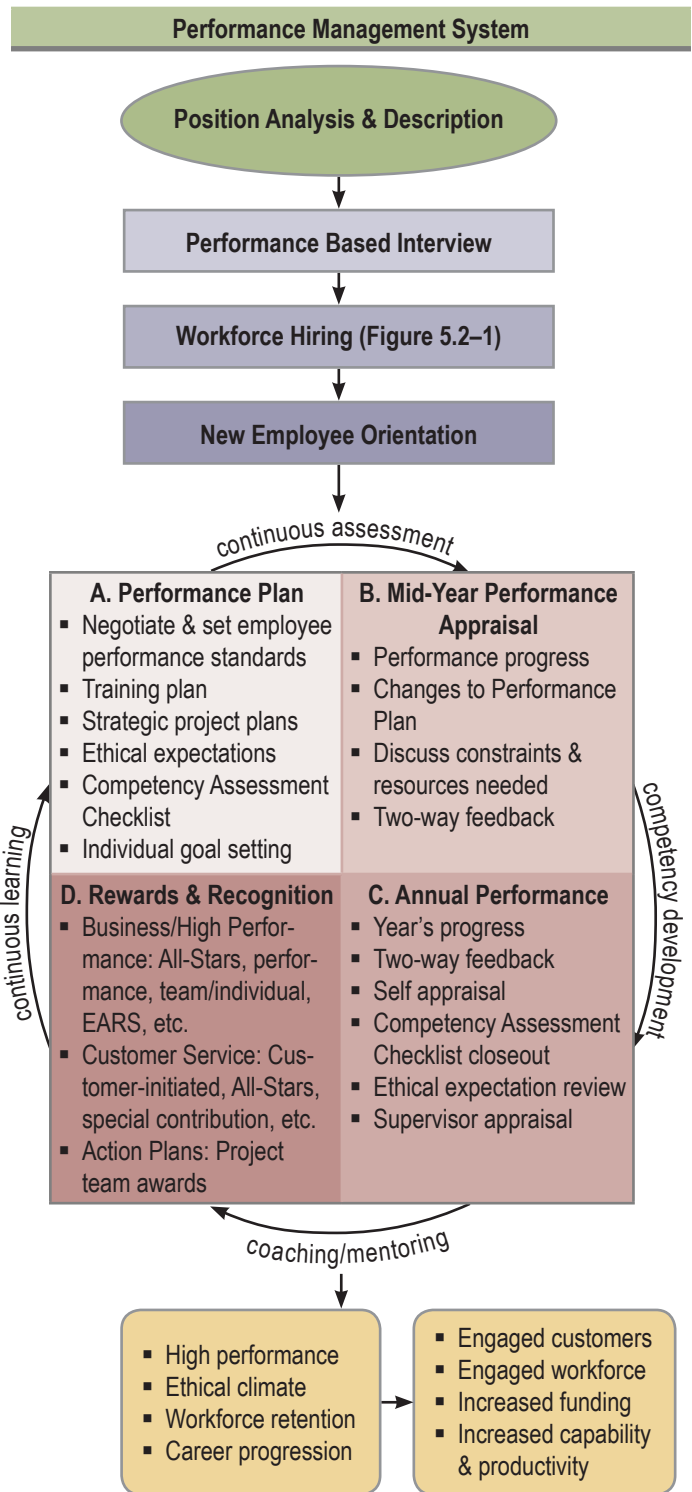 Performance Management System
Position Analysis & Description
Performance Based Interview
Workforce Hiring (Figure 5.2–1)
New Employee Orientation
continuous assessment
A. Performance Plan
▪ Negotiate & set employee
performance standards
▪ Training plan
▪ Strategic project plans
▪ Ethical expectations
▪ Competency Assessment
Checklist
▪ Individual goal setting
B. Mid-Year Performance
Appraisal
▪ Performance progress
▪ Changes to Performance
Plan
▪ Discuss constraints &
resources needed
▪ Two-way feedback
competency development
C. Annual Performance
▪ Year’s progress
▪ Two-way feedback
▪ Self appraisal
▪ Competency Assessment
Checklist closeout
▪ Ethical expectation review
▪ Supervisor appraisal
D. Rewards & Recognition
▪ Business/High Perfor-
mance: All-Stars, perfor-
mance, team/individual,
EARS, etc.
▪ Customer Service: Cus-
tomer-initiated, All-Stars,
special contribution, etc.
▪ Action Plans: Project
team awards
continuous learning
coaching/mentoring
▪ High performance
▪ Ethical climate
▪ Workforce retention
▪ Career progression
▪ Engaged customers
▪ Engaged workforce
▪ Increased funding
▪ Increased capability
& productivity